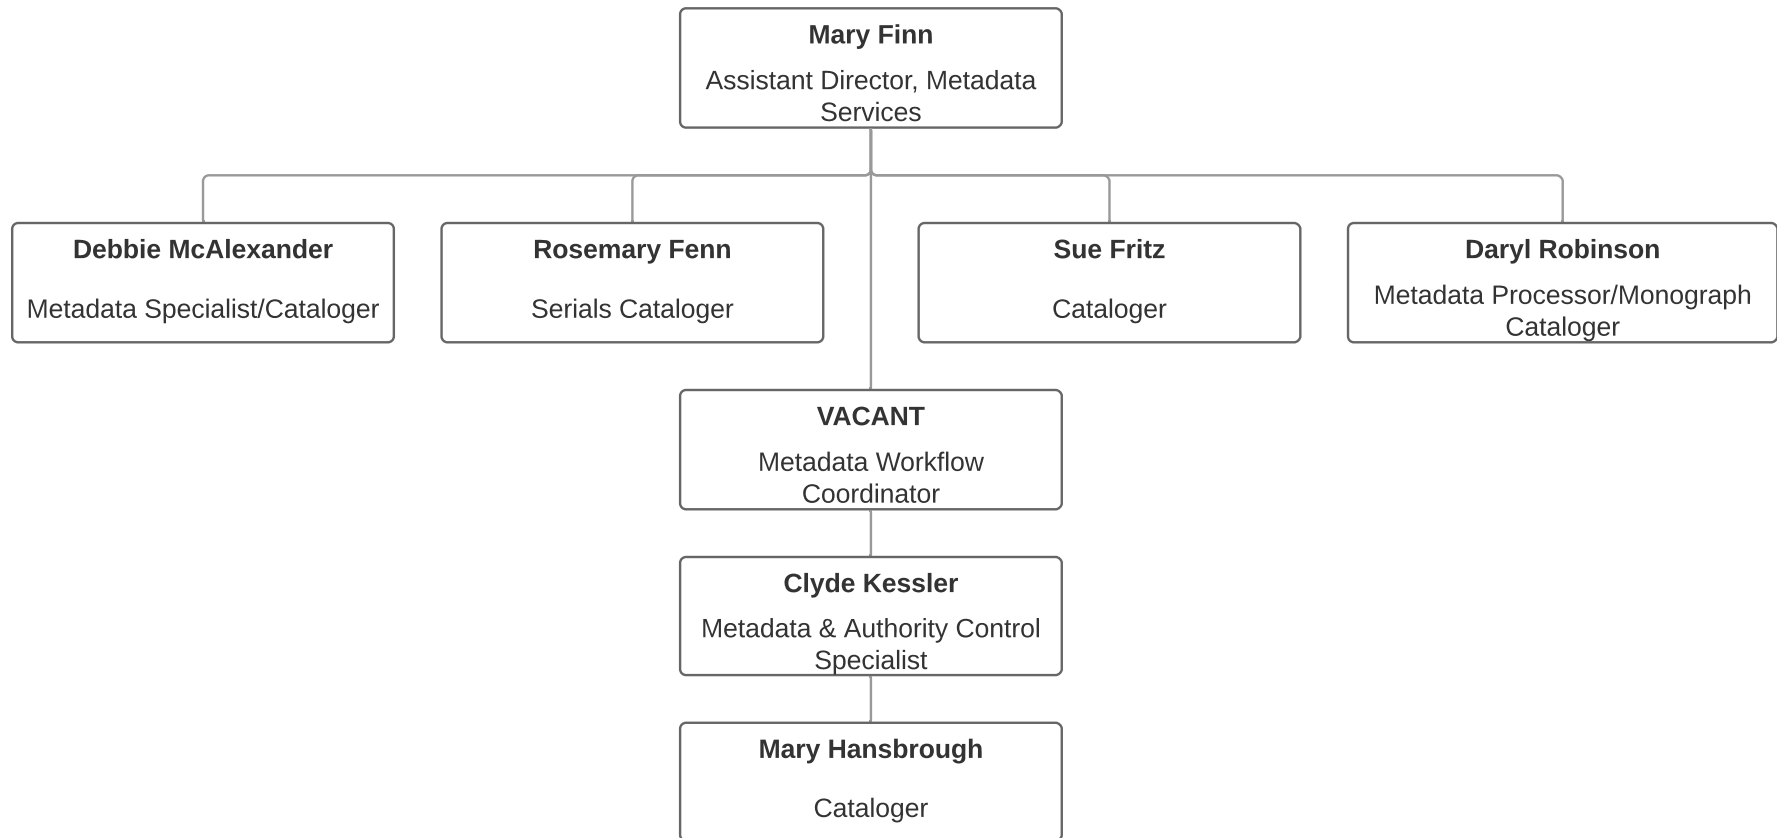 Mary Finn
Assistant Director, Metadata
Services
Debbie McAlexander
Metadata Specialist/Cataloger
Rosemary Fenn
Serials Cataloger
Sue Fritz
Cataloger
Daryl Robinson
Metadata Processor/Monograph
Cataloger
VACANT
Metadata Workflow
Coordinator
Clyde Kessler
Metadata & Authority Control
Specialist
Mary Hansbrough
Cataloger